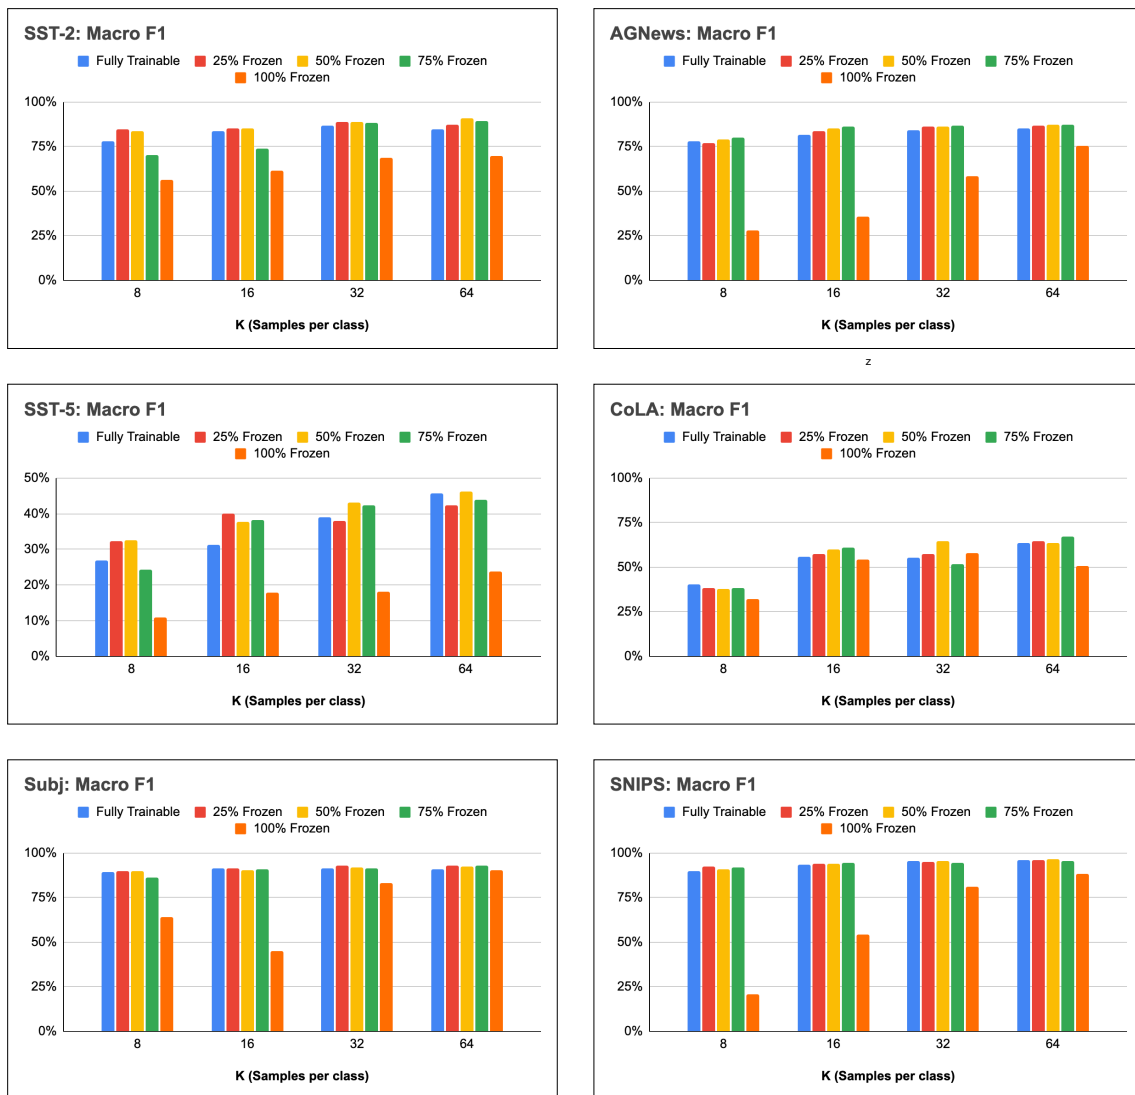 SST-2: Macro F1
Fully Trainable 25% Frozen 50% Frozen 75% Frozen
100% Frozen
100%
75%
50%
25%
0%
8 16 32 64
K (Samples per class)
AGNews: Macro F1
Fully Trainable 25% Frozen 50% Frozen 75% Frozen
100% Frozen
100%
75%
50%
25%
0%
8 16 32 64
K (Samples per class)
z
SST-5: Macro F1
Fully Trainable 25% Frozen 50% Frozen 75% Frozen
100% Frozen
50%
40%
30%
20%
10%
0%
8 16 32 64
K (Samples per class)
CoLA: Macro F1
Fully Trainable 25% Frozen 50% Frozen 75% Frozen
100% Frozen
100%
75%
50%
25%
0%
8 16 32 64
K (Samples per class)
Subj: Macro F1
Fully Trainable 25% Frozen 50% Frozen 75% Frozen
100% Frozen
100%
75%
50%
25%
0%
8 16 32 64
K (Samples per class)
SNIPS: Macro F1
Fully Trainable 25% Frozen 50% Frozen 75% Frozen
100% Frozen
100%
75%
50%
25%
0%
8 16 32 64
K (Samples per class)